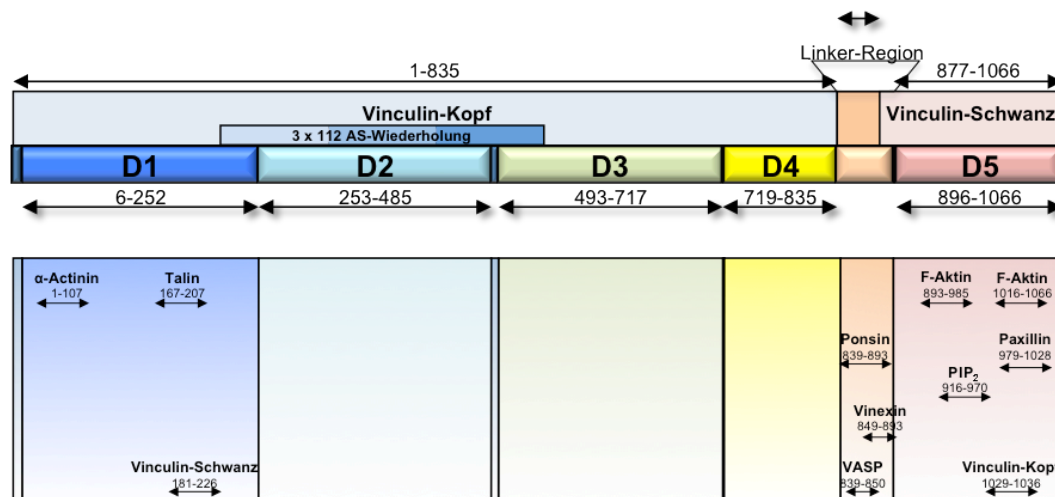 Linker-Region
1-835
877-1066
Vinculin-Kopf
Vinculin-Schwanz
3 x 112 AS-Wiederholung
D1
D2
D3
D4
D5
6-252
253-485
493-717
719-835
896-1066
α-Actinin
1-107
Talin
167-207
F-Aktin
893-985
F-Aktin
1016-1066
Ponsin
839-893
Paxillin
979-1028
PIP2
916-970
Vinexin
849-893
Vinculin-Schwanz
181-226
VASP
839-850
Vinculin-Kopf
1029-1036